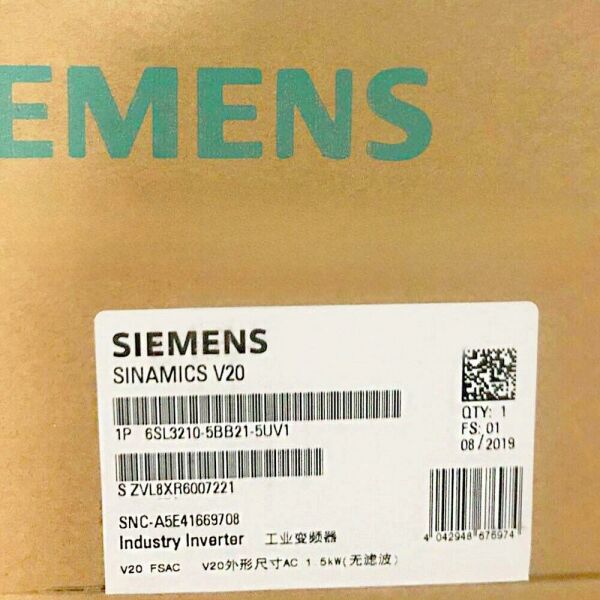 IEMENS
SIEMENS
SINAMICS V20
1P 6SL3210-5BB21-5UV1
S ZVL8XR6007221
SNC-A5E41669708
Industry Inverter 工业变频器
V20 FSAC V20外形尺寸AC 1.5kW(无滤波)
QTY: 1
FS: 01
08/2019
4 042948 676974